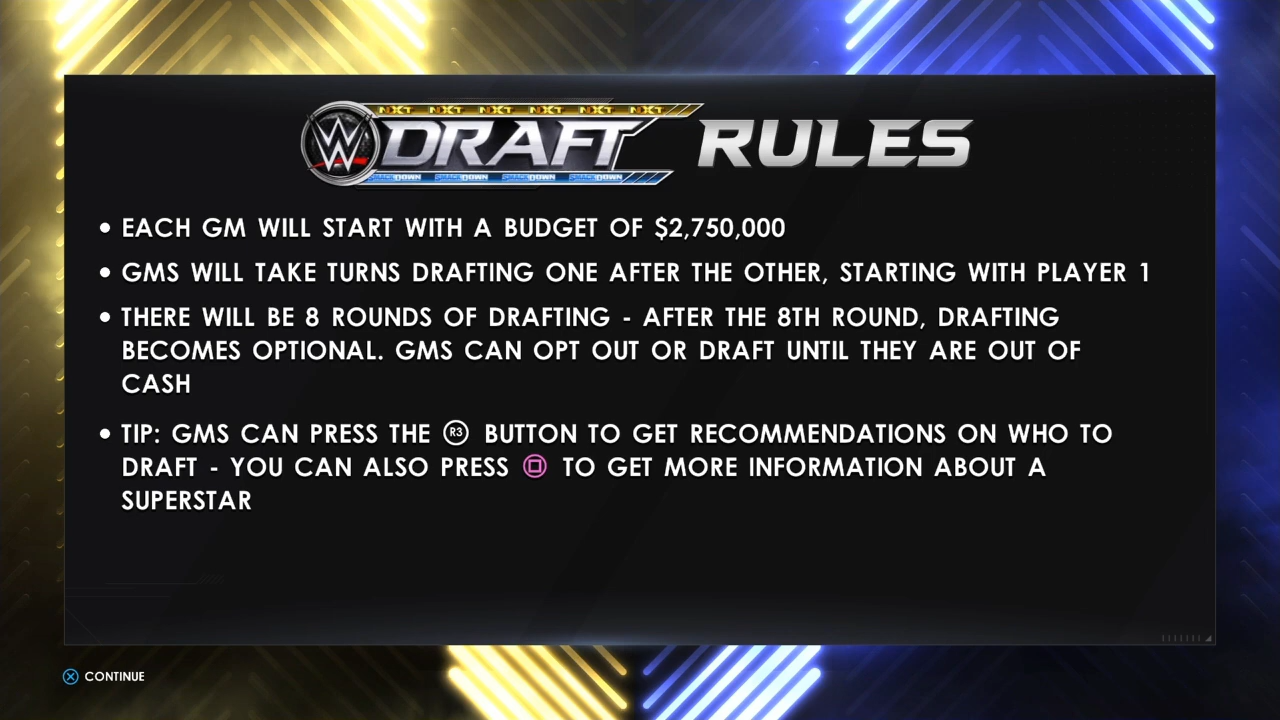 NXT NXT NXT NXT NXT NXT
W DRAFT RULES
SMACKDOWN SMACKDOWN SMACKDOWN SMACKDOWN
• EACH GM WILL START WITH A BUDGET OF $2,750,000
• GMS WILL TAKE TURNS DRAFTING ONE AFTER THE OTHER, STARTING WITH PLAYER 1
• THERE WILL BE 8 ROUNDS OF DRAFTING - AFTER THE 8TH ROUND, DRAFTING
BECOMES OPTIONAL. GMS CAN OPT OUT OR DRAFT UNTIL THEY ARE OUT OF
CASH
• TIP: GMS CAN PRESS THE R3 BUTTON TO GET RECOMMENDATIONS ON WHO TO
DRAFT - YOU CAN ALSO PRESS TO GET MORE INFORMATION ABOUT A
SUPERSTAR
CONTINUE